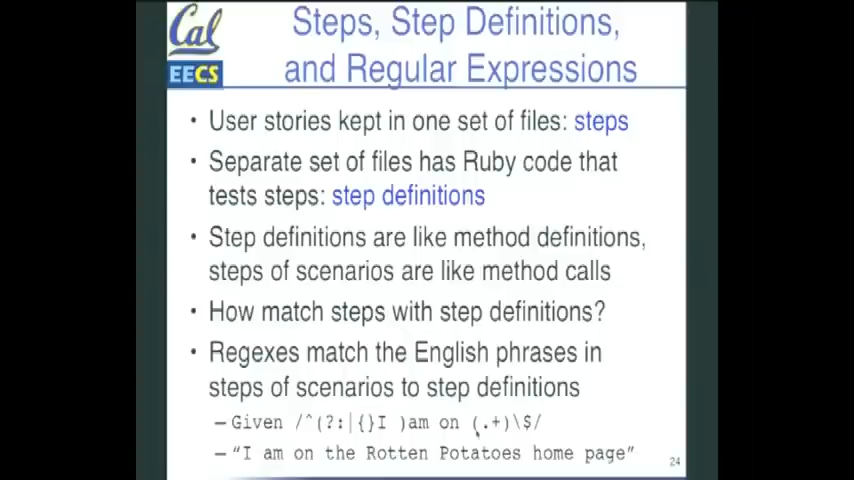 Cal
EECS
Steps, Step Definitions,
and Regular Expressions
• User stories kept in one set of files: steps
• Separate set of files has Ruby code that
tests steps: step definitions
• Step definitions are like method definitions,
steps of scenarios are like method calls
• How match steps with step definitions?
• Regexes match the English phrases in
steps of scenarios to step definitions
– Given /^(?:|{}I )am on (.+)\$/
– "I am on the Rotten Potatoes home page"
24